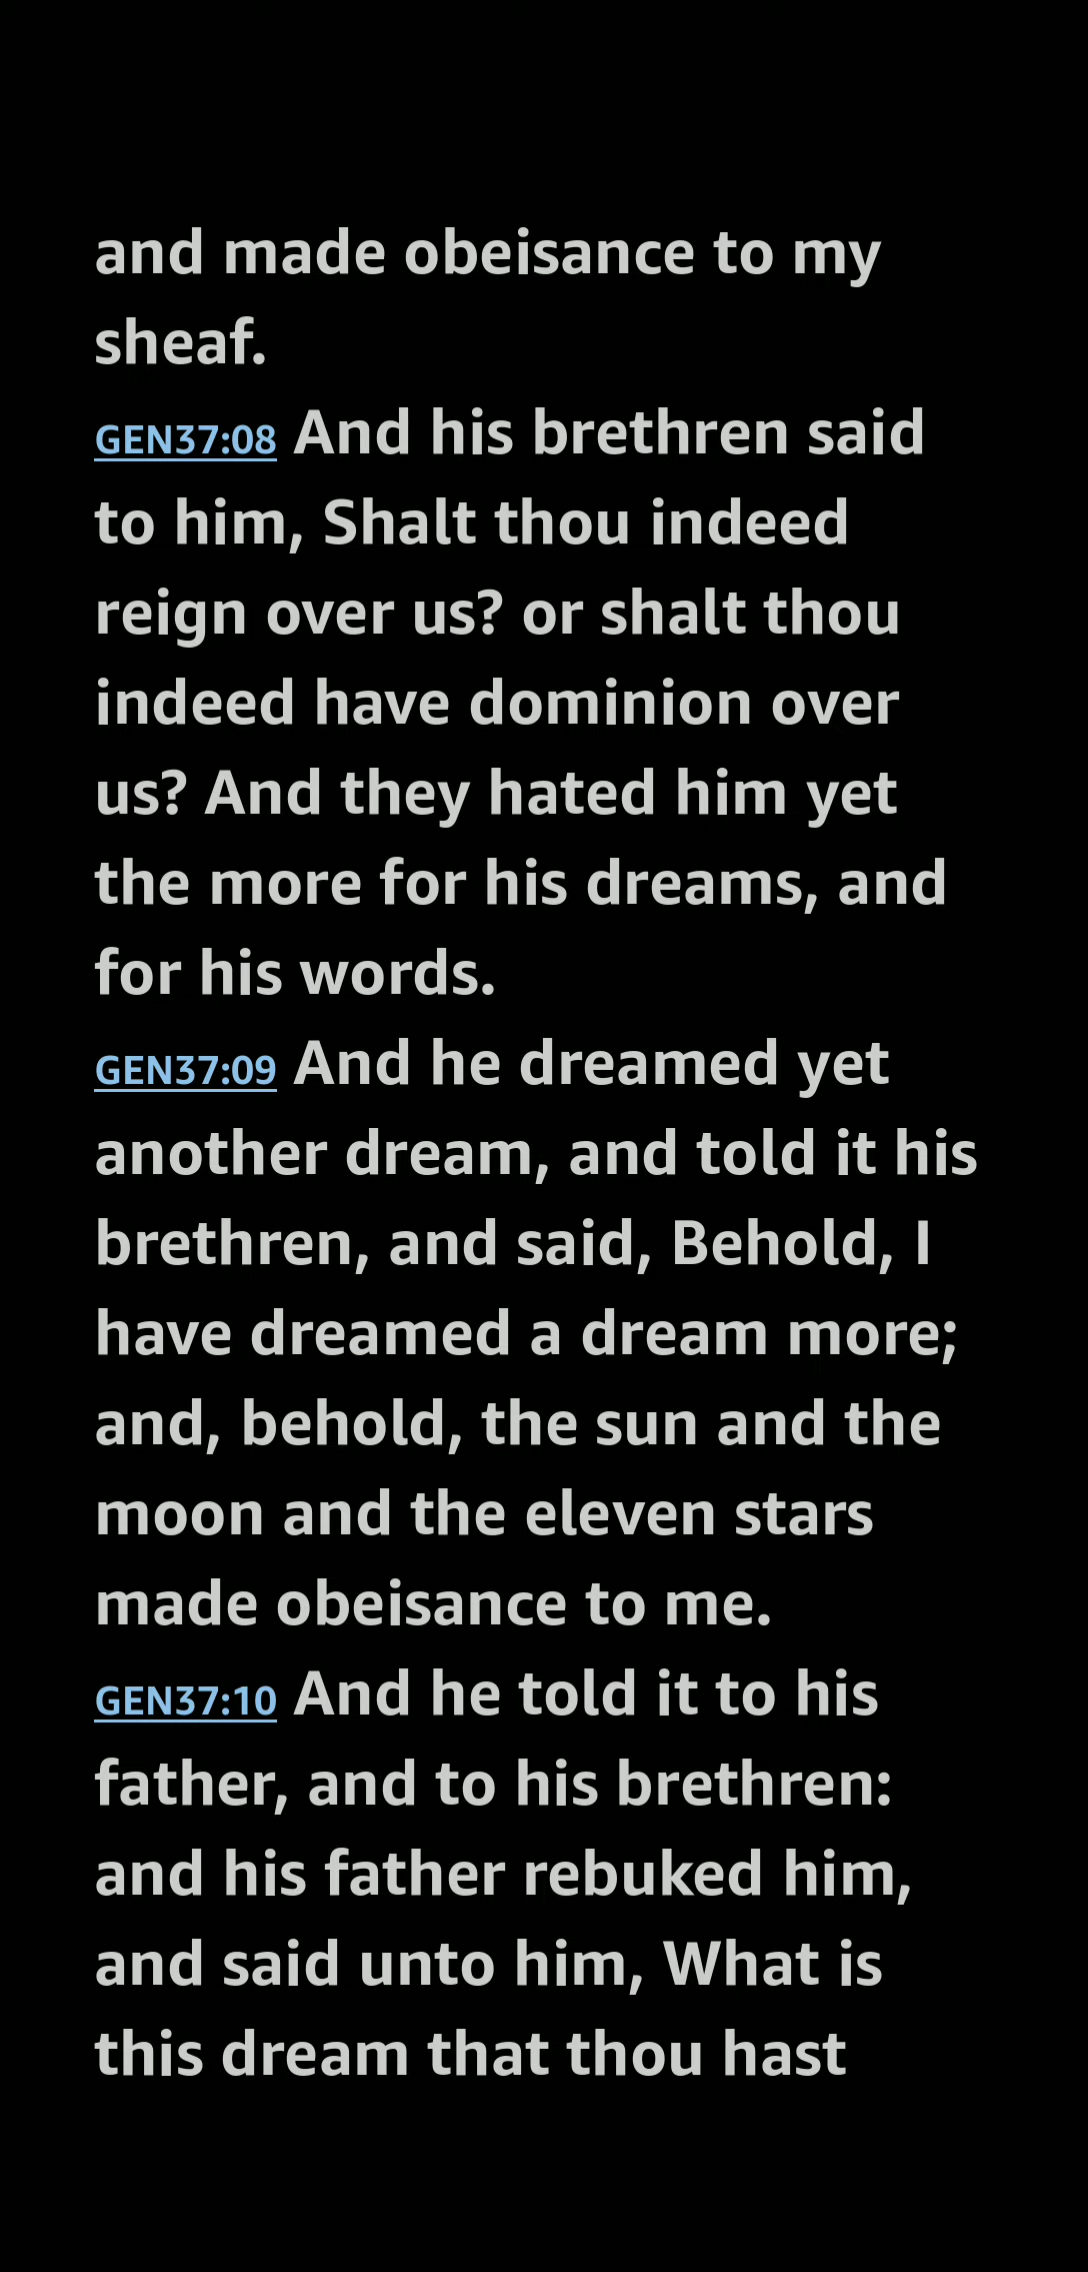 and made obeisance to my
sheaf.
GEN37:08 And his brethren said
to him, Shalt thou indeed
reign over us? or shalt thou
indeed have dominion over
us? And they hated him yet
the more for his dreams, and
for his words.
GEN37:09 And he dreamed yet
another dream, and told it his
brethren, and said, Behold, I
have dreamed a dream more;
and, behold, the sun and the
moon and the eleven stars
made obeisance to me.
GEN37:10 And he told it to his
father, and to his brethren:
and his father rebuked him,
and said unto him, What is
this dream that thou hast